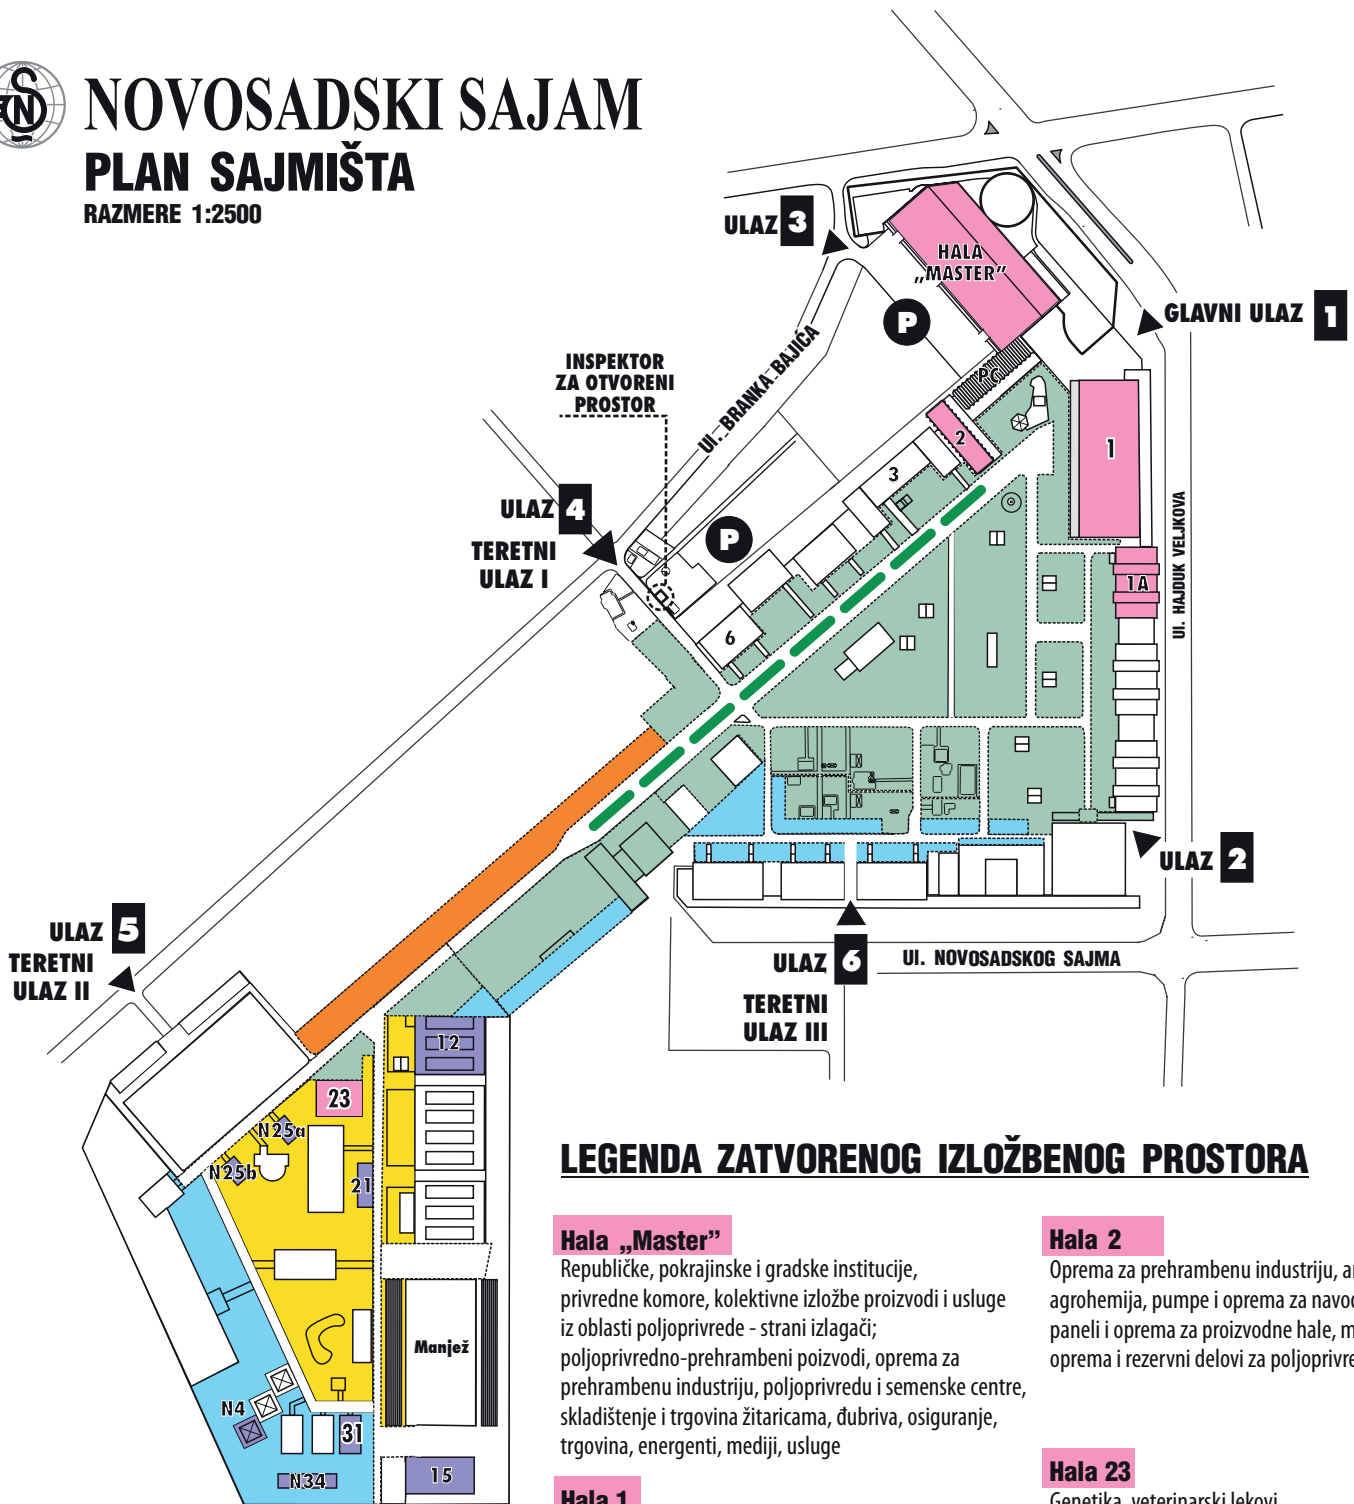 NOVOSADSKI SAJAM
PLAN SAJMIŠTA
RAZMERE 1:2500
ULAZ 3
HALA
„MASTER”
P
GLAVNI ULAZ 1
INSPEKTOR
ZA OTVORENI
PROSTOR
Ul. BRANKA BAJIĆA
PC
2
1
3
ULAZ 4
TERETNI
ULAZ I
P
Ul. HAJDUK VELJKOVA
1A
6
ULAZ 2
ULAZ 5
TERETNI
ULAZ II
ULAZ 6
TERETNI
ULAZ III
Ul. NOVOSADSKOG SAJMA
12
23
N25a
N25b
21
Manjež
N4
31
N34
15
LEGENDA ZATVORENOG IZLOŽBENOG PROSTORA
Hala „Master”
Republičke, pokrajinske i gradske institucije,
privredne komore, kolektivne izložbe proizvodi i usluge
iz oblasti poljoprivrede - strani izlagači;
poljoprivredno-prehrambeni poizvodi, oprema za
prehrambenu industriju, poljoprivredu i semenske centre,
skladištenje i trgovina žitaricama, đubriva, osiguranje,
trgovina, energenti, mediji, usluge
Hala 1
Hala 2
Oprema za prehrambenu industriju,
agrohemija, pumpe i oprema za
paneli i oprema za proizvodne hale,
oprema i rezervni delovi za
Hala 23
Genetika, veterinarski lekovi